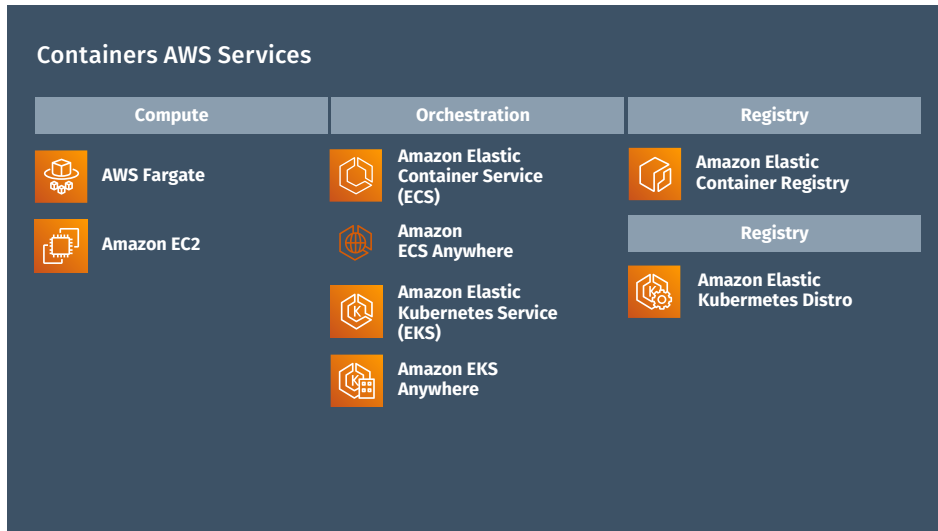 Containers AWS Services
Compute
AWS Fargate
Amazon EC2
Orchestration
Amazon Elastic
Container Service
(ECS)
Amazon
ECS Anywhere
Amazon Elastic
Kubernetes Service
(EKS)
Amazon EKS
Anywhere
Registry
Amazon Elastic
Container Registry
Registry
Amazon Elastic
Kubermetes Distro